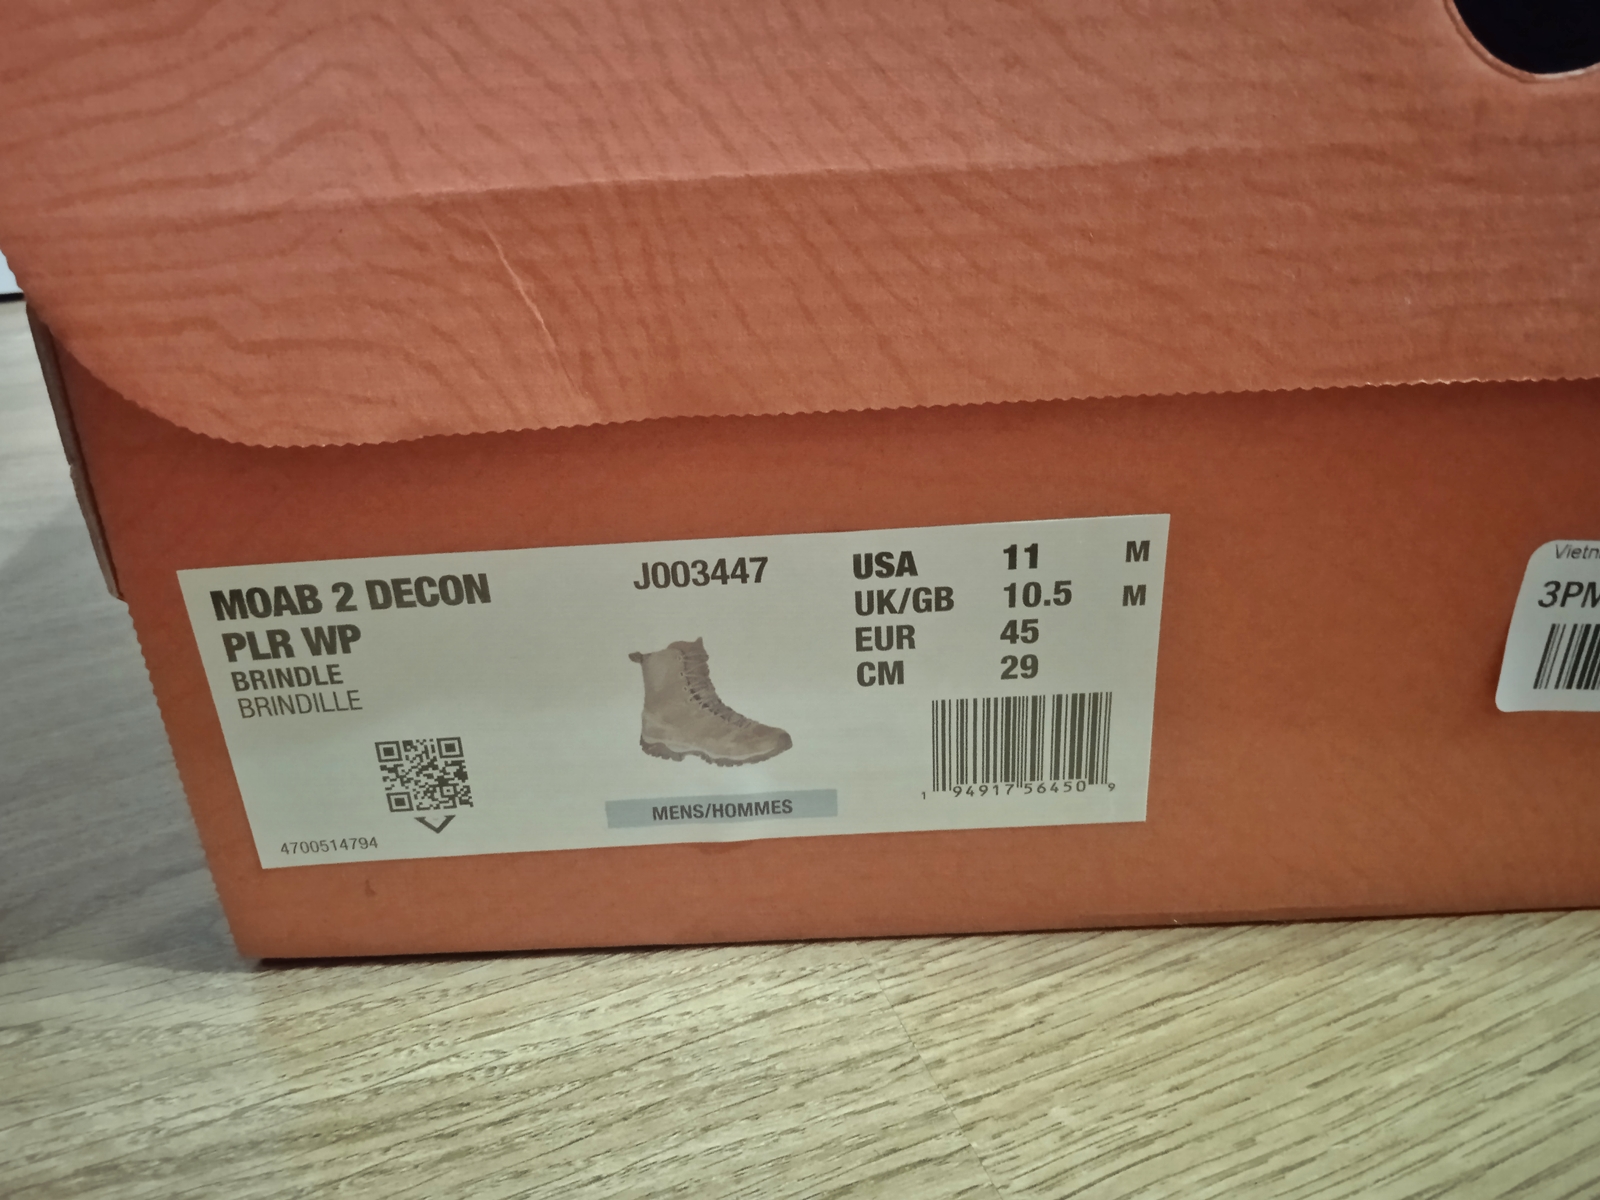 MOAB 2 DECON
PLR WP
BRINDLE
BRINDILLE
4700514794
J003447
MENS/HOMMES
USA 11 M
UK/GB 10.5 M
EUR 45
CM 29
1 94917 56450 9